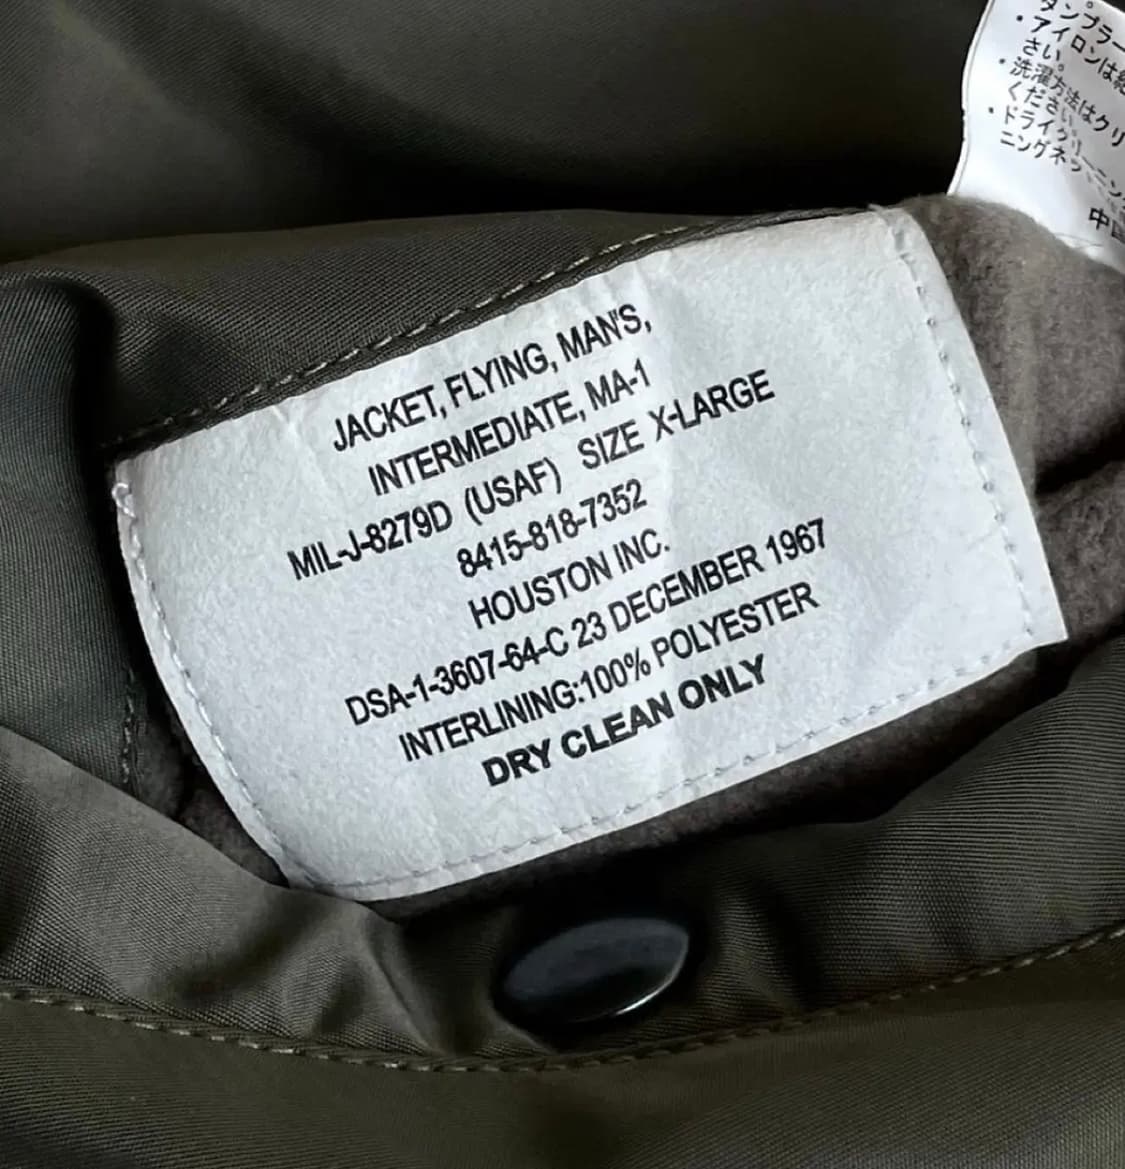 JACKET, FLYING, MAN'S,
INTERMEDIATE, MA-1
MIL-J-8279D (USAF) SIZE X-LARGE
8415-818-7352
HOUSTON INC.
DSA-1-3607-64-C 23 DECEMBER 1967
INTERLINING:100% POLYESTER
DRY CLEAN ONLY
タンブラー
・アイロンは絶
さい。
・洗濯方法はクリ
ください。
・ドライクリーニン
ニングネッ
中国